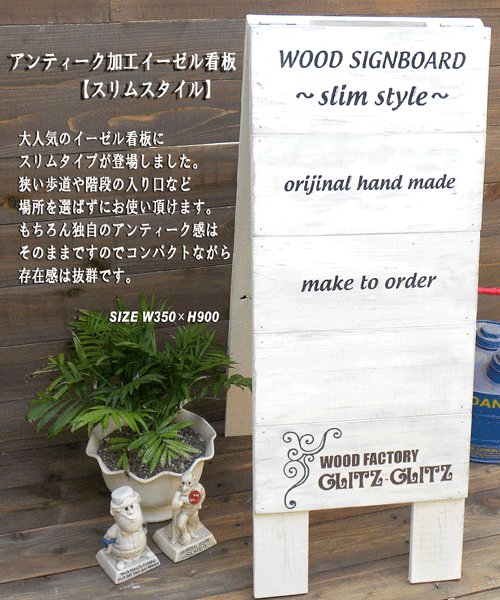 アンティーク加工イーゼル看板
【スリムスタイル】
大人気のイーゼル看板に
スリムタイプが登場しました。
狭い歩道や階段の入り口など
場所を選ばずにお使い頂けます。
もちろん独自のアンティーク感は
そのままですのでコンパクトながら
存在感は抜群です。
SIZE W350×H900
WOOD SIGNBOARD
～slim style～
orijinal hand made
make to order
WOOD FACTORY
GLITZ-GLITZ
DAN